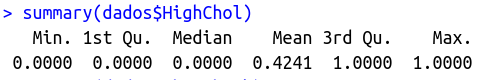 > summary(dados$HighChol)
Min. 1st Qu. Median Mean 3rd Qu. Max.
0.0000 0.0000 0.0000 0.4241 1.0000 1.0000